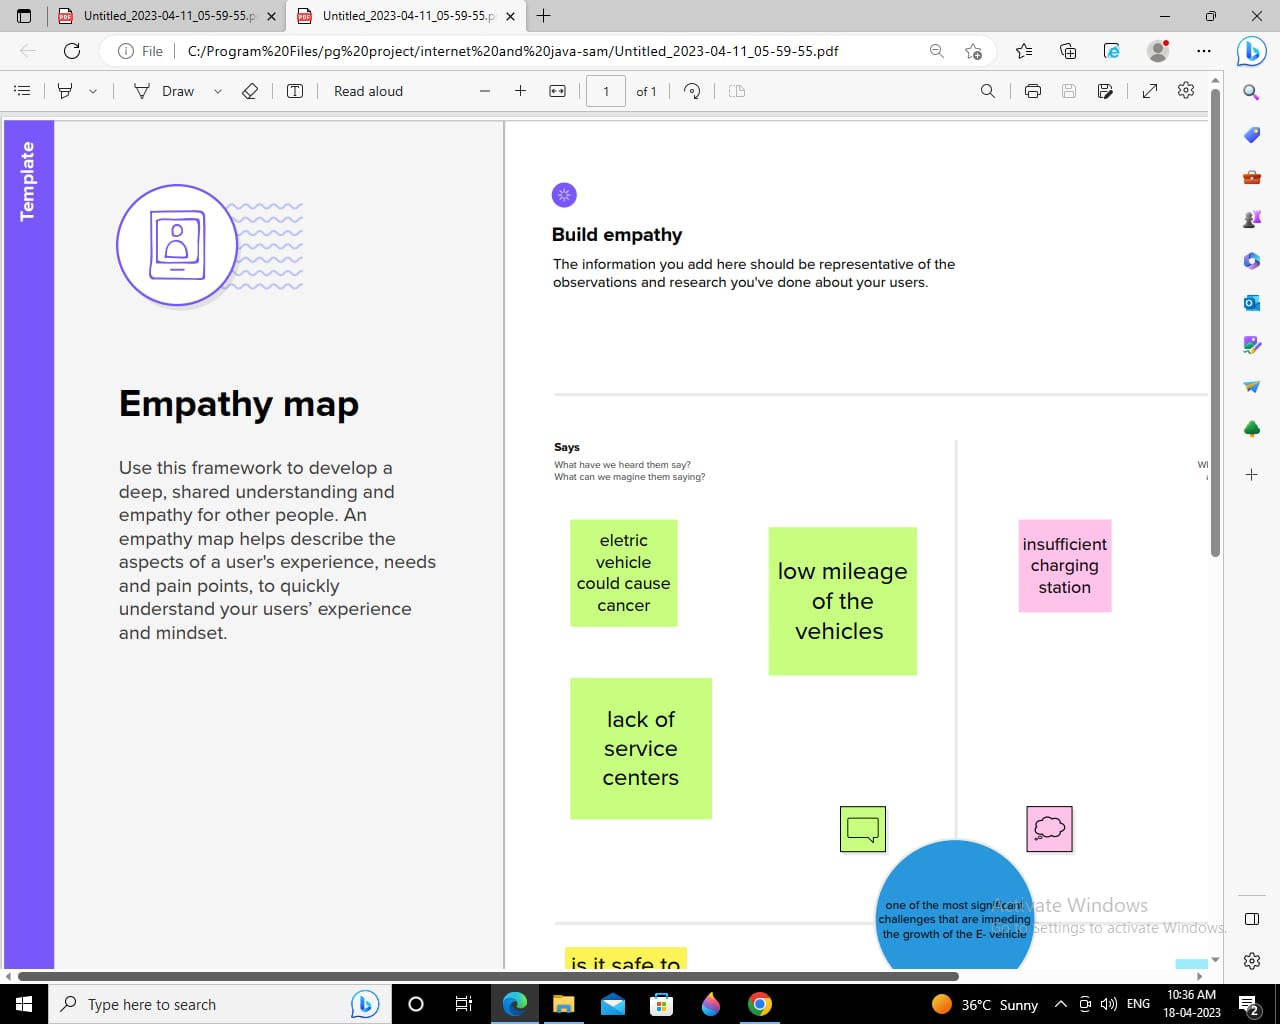 Untitled_2023-04-11_05-59-55.p
Untitled_2023-04-11_05-59-55.p
File
C:/Program%20Files/pg%20project/internet%20and%20java-sam/Untitled_2023-04-11_05-59-55.pdf
Draw
Read aloud
1
of 1
Template
Empathy map
Use this framework to develop a
deep, shared understanding and
empathy for other people. An
empathy map helps describe the
aspects of a user's experience, needs
and pain points, to quickly
understand your users’ experience
and mindset.
Build empathy
The information you add here should be representative of the
observations and research you've done about your users.
Says
What have we heard them say?
What can we magine them saying?
eletric
vehicle
could cause
cancer
low mileage
of the
vehicles
insufficient
charging
station
lack of
service
centers
one of the most significant
challenges that are impeding
the growth of the E- vehicle
is it safe to
Activate Windows
Go to Settings to activate Windows.
Type here to search
36°C Sunny
ENG
10:36 AM
18-04-2023
2